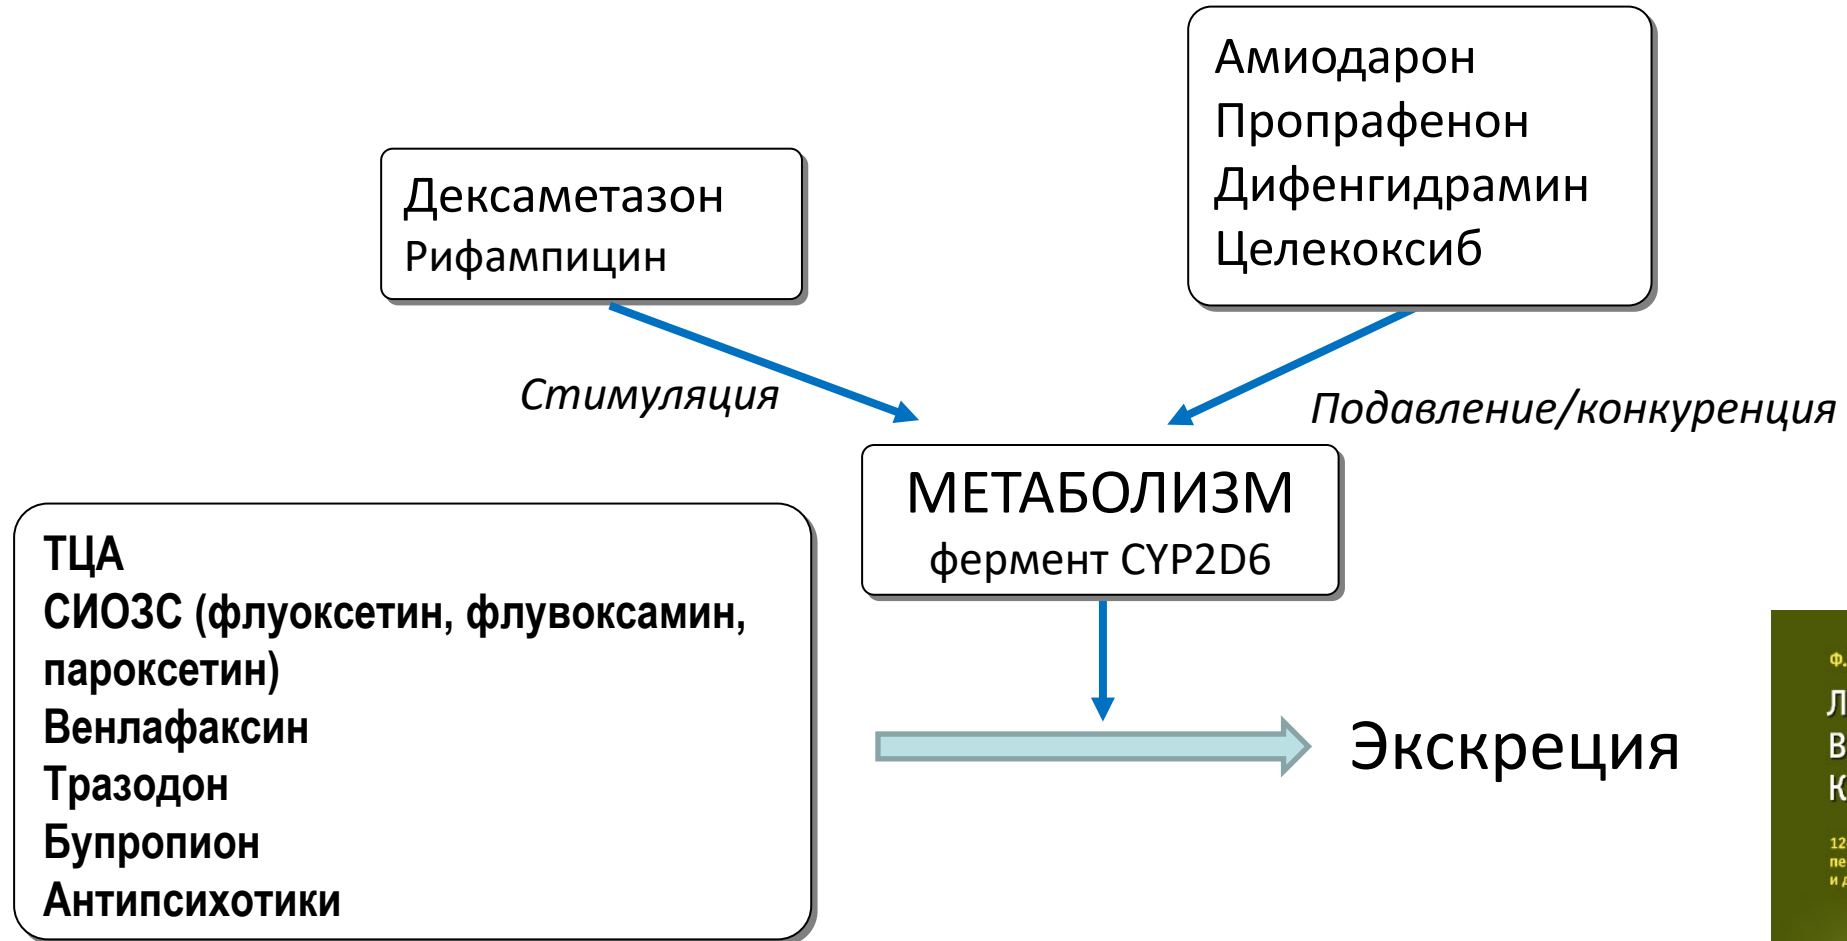 Амиодарон
Пропрафенон
Дифенгидрамин
Целекоксиб
Дексаметазон
Рифампицин
Стимуляция
Подавление/конкуренция
МЕТАБОЛИЗМ
фермент CYP2D6
ТЦА
СИОЗС (флуоксетин, флувоксамин,
пароксетин)
Венлафаксин
Тразодон
Бупропион
Антипсихотики
Экскреция
Ф.
12